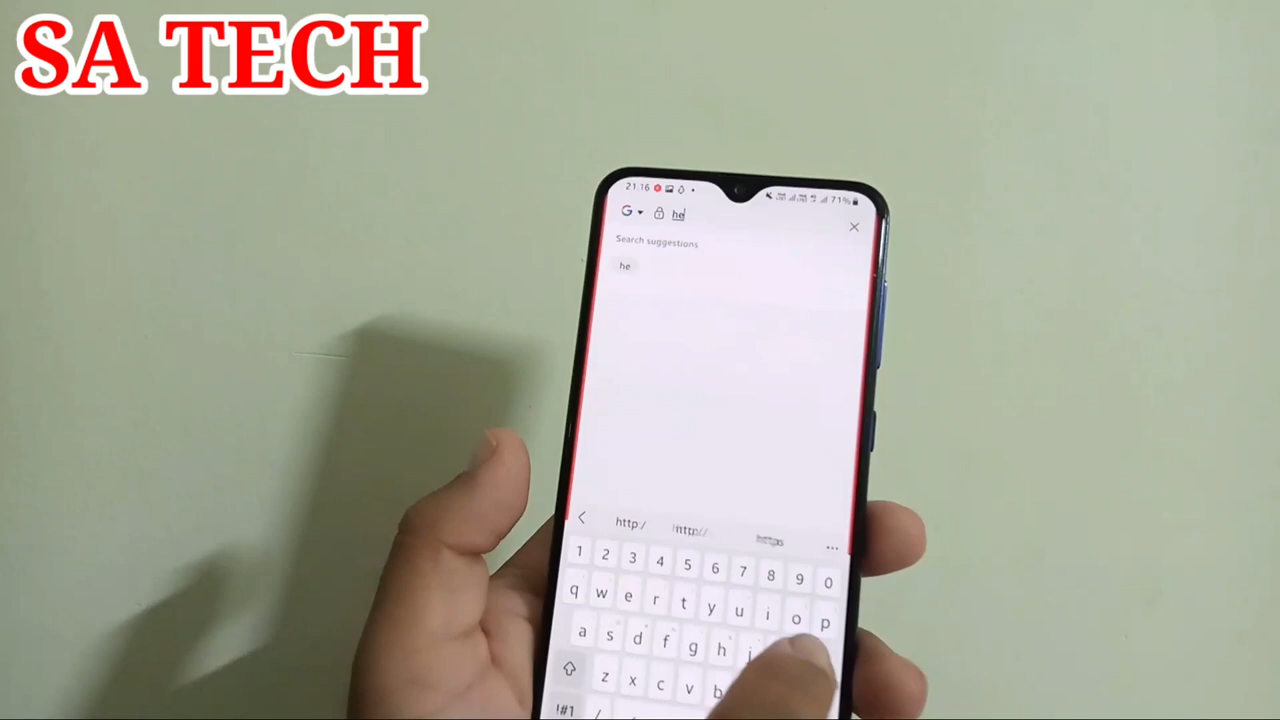 SA TECH
21:16 71%
he
Search suggestions
he
http:/ http:// https ...
1 2 3 4 5 6 7 8 9 0
q w e r t y u i o p
a s d f g h j
z x c v b
!#1 /